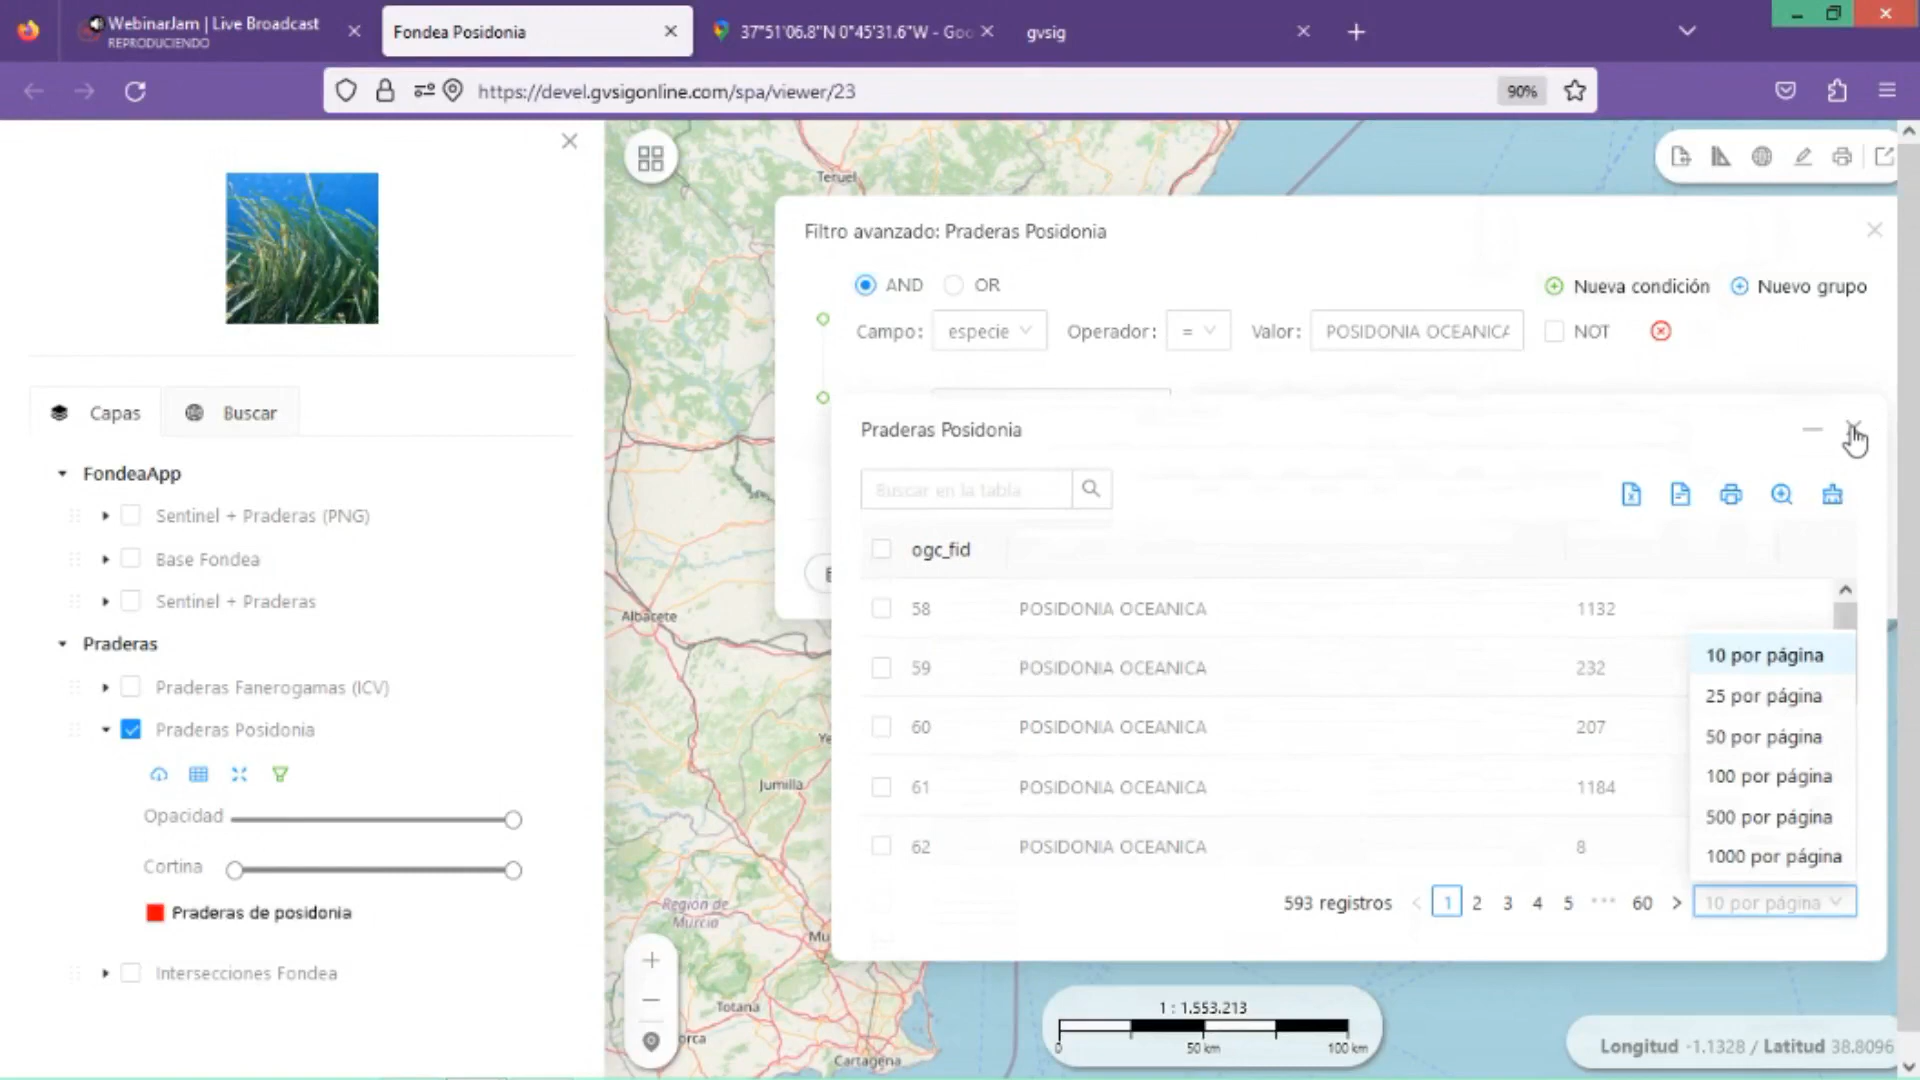 WebinarJam | Live Broadcast
REPRODUCIENDO
Fondea Posidonia
37°51'06.8"N 0°45'31.6"W - Goo
gvsig
https://devel.gvsigonline.com/spa/viewer/23
90%
Capas
Buscar
FondeaApp
Sentinel + Praderas (PNG)
Base Fondea
Sentinel + Praderas
Praderas
Praderas Fanerogamas (ICV)
Praderas Posidonia
Opacidad
Cortina
Praderas de posidonia
Intersecciones Fondea
Teruel
Albacete
Ye
Jumilla
Región de
Murcia
Mu
Totana
orca
Cartagena
Filtro avanzado: Praderas Posidonia
AND OR
Nueva condición Nuevo grupo
Campo: especie Operador: = Valor: POSIDONIA OCEANICA NOT
Praderas Posidonia
Buscar en la tabla
ogc_fid
58 POSIDONIA OCEANICA 1132
59 POSIDONIA OCEANICA 232
60 POSIDONIA OCEANICA 207
61 POSIDONIA OCEANICA 1184
62 POSIDONIA OCEANICA 8
10 por página
25 por página
50 por página
100 por página
500 por página
1000 por página
593 registros < 1 2 3 4 5 ••• 60 > 10 por página
1 : 1.553.213
0 50 km 100 km
Longitud -1.1328 / Latitud 38.8096